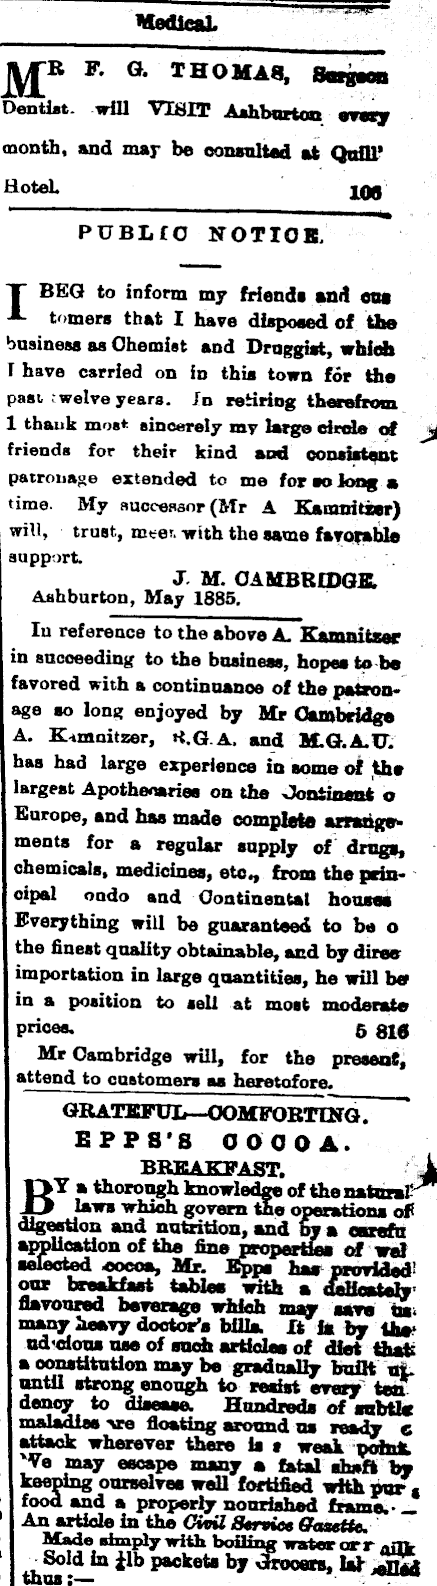 Medical.
MR F. G. THOMAS, Surgeon
Dentist. will VISIT Ashburton every
month, and may be consulted at Quill'
Hotel. 106
PUBLIC NOTICE.
I BEG to inform my friends and cus
tomers that I have disposed of the
business as Chemist and Druggist, which
I have carried on in this town for the
past twelve years. In retiring therefrom
I thank most sincerely my large circle of
friends for their kind and consistent
patronage extended to me for so long a
time. My successor (Mr A Kamnitzer)
will, trust, meet with the same favorable
support.
J. M. CAMBRIDGE.
Ashburton, May 1885.
In reference to the above A. Kamnitzer
in succeeding to the business, hopes to be
favored with a continuance of the patron-
age so long enjoyed by Mr Cambridge
A. Kamnitzer, R.G.A. and M.G.A.U.
has had large experience in some of the
largest Apothecaries on the Continent o
Europe, and has made complete arrange-
ments for a regular supply of drugs,
chemicals, medicines, etc., from the prin-
cipal ondo and Continental houses
Everything will be guaranteed to be o
the finest quality obtainable, and by direc
importation in large quantities, he will be
in a position to sell at most moderate
prices. 5 816
Mr Cambridge will, for the present,
attend to customers as heretofore.
GRATEFUL—COMFORTING.
EPPS'S COCOA.
BREAKFAST.
BY a thorough knowledge of the natural
laws which govern the operations of
digestion and nutrition, and by a carefu
application of the fine properties of wel
selected cocoa, Mr. Epps has provided
our breakfast tables with a delicately
flavoured beverage which may save us
many heavy doctor's bills. It is by the
udicious use of such articles of diet that
a constitution may be gradually built up
until strong enough to resist every ten
dency to disease. Hundreds of subtle
maladies are floating around us ready
attack wherever there is a weak point.
We may escape many a fatal shaft by
keeping ourselves well fortified with pur
food and a properly nourished frame.
An article in the Civil Service Gazette.
Made simply with boiling water or milk
Sold in ½lb packets by Grocers, labelled
thus:—